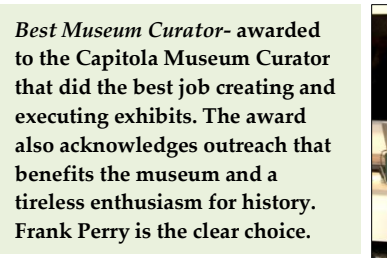 Best Museum Curator- awarded
to the Capitola Museum Curator
that did the best job creating and
executing exhibits. The award
also acknowledges outreach that
benefits the museum and a
tireless enthusiasm for history.
Frank Perry is the clear choice.